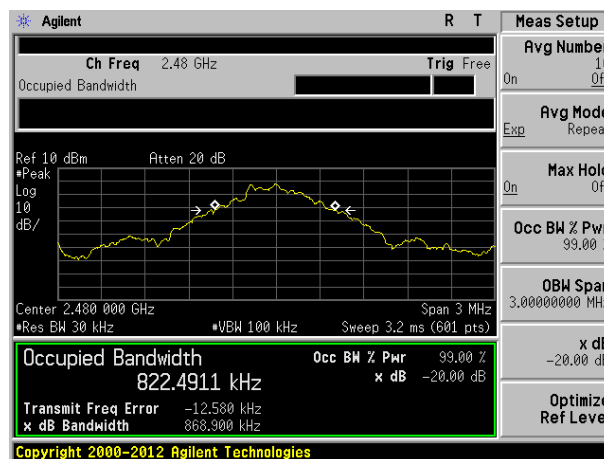 Agilent R T
Meas Setup
Ch Freq 2.48 GHz Trig Free
Occupied Bandwidth
Ref 10 dBm Atten 20 dB
#Peak
Log
10
dB/
Center 2.480 000 GHz Span 3 MHz
#Res BW 30 kHz #VBW 100 kHz Sweep 3.2 ms (601 pts)
Occupied Bandwidth Occ BW % Pwr 99.00 %
822.4911 kHz x dB -20.00 dB
Transmit Freq Error -12.580 kHz
x dB Bandwidth 868.900 kHz
Avg Number
On
Avg Mode
Exp Repeat
Max Hold
On
Occ BW % Pwr
99.00 %
OBW Span
3.00000000 MHz
x dB
-20.00 dB
Optimize
Ref Level
Copyright 2000-2012 Agilent Technologies